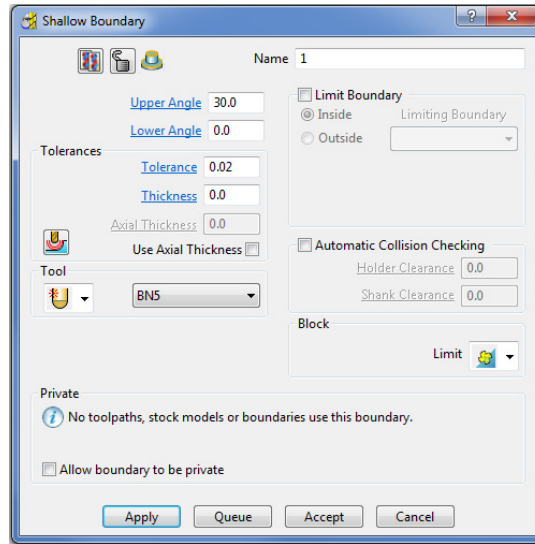 Shallow Boundary
Name 1
Upper Angle 30.0
Lower Angle 0.0
Tolerances
Tolerance 0.02
Thickness 0.0
Axial Thickness 0.0
Use Axial Thickness
Tool
BN5
Limit Boundary
Inside Limiting Boundary
Outside
Automatic Collision Checking
Holder Clearance 0.0
Shank Clearance 0.0
Block
Limit
Private
No toolpaths, stock models or boundaries use this boundary.
Allow boundary to be private
Apply Queue Accept Cancel